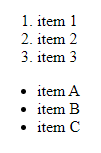 1. item 1
2. item 2
3. item 3
• item A
• item B
• item C